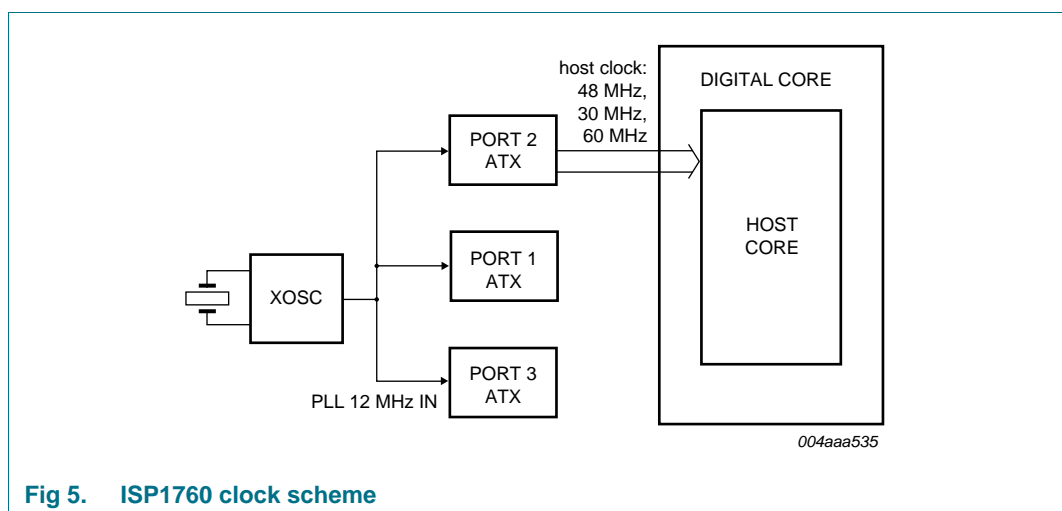 host clock:
48 MHz,
30 MHz,
60 MHz
DIGITAL CORE
PORT 2
ATX
HOST
CORE
PORT 1
ATX
XOSC
PORT 3
ATX
PLL 12 MHz IN
004aaa535
Fig 5. ISP1760 clock scheme